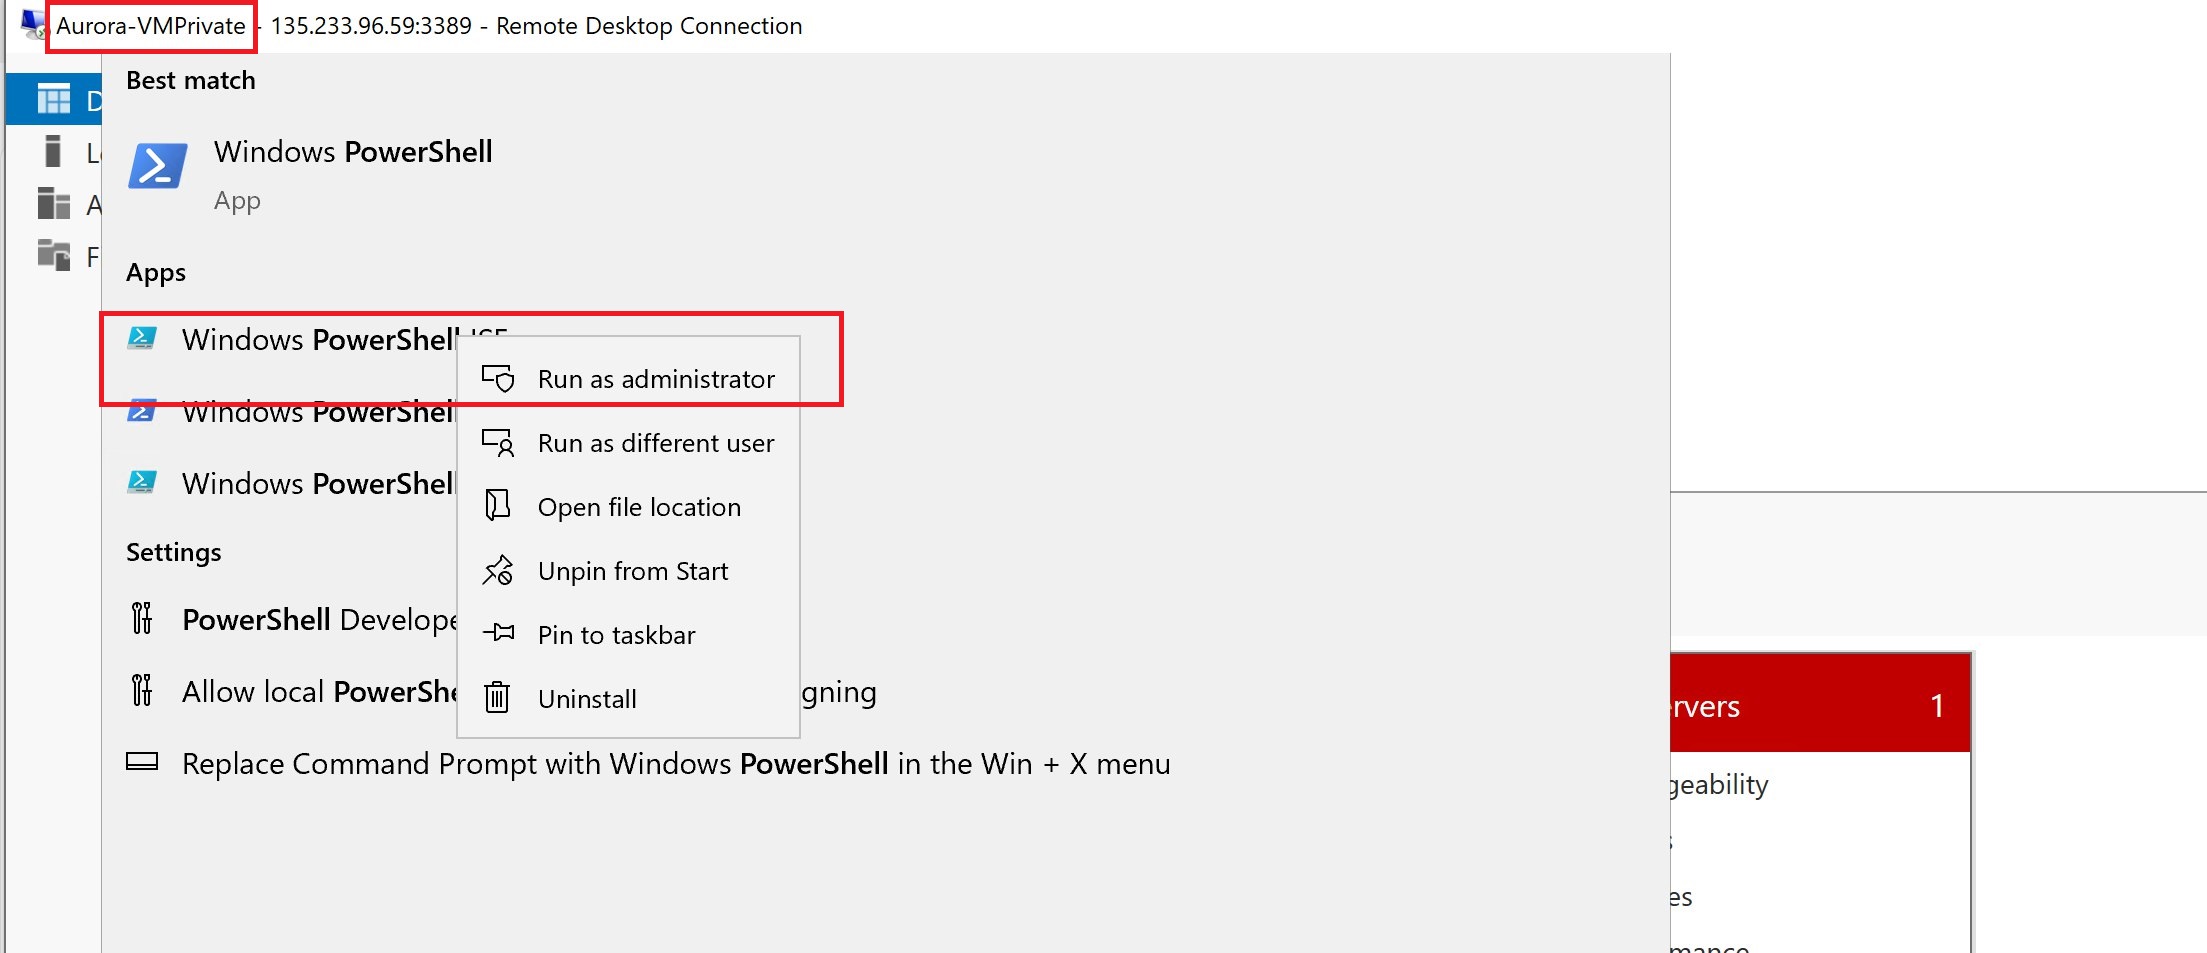 Aurora-VMPrivate - 135.233.96.59:3389 - Remote Desktop Connection
Best match
D
Windows PowerShell
App
L
A
F
Apps
Windows PowerShell ISE
Run as administrator
Windows PowerShell
Run as different user
Windows PowerShell
Open file location
Settings
Unpin from Start
PowerShell Develope
Pin to taskbar
Allow local PowerShe
gning
Uninstall
rvers 1
Replace Command Prompt with Windows PowerShell in the Win + X menu
geability
s
es
mance